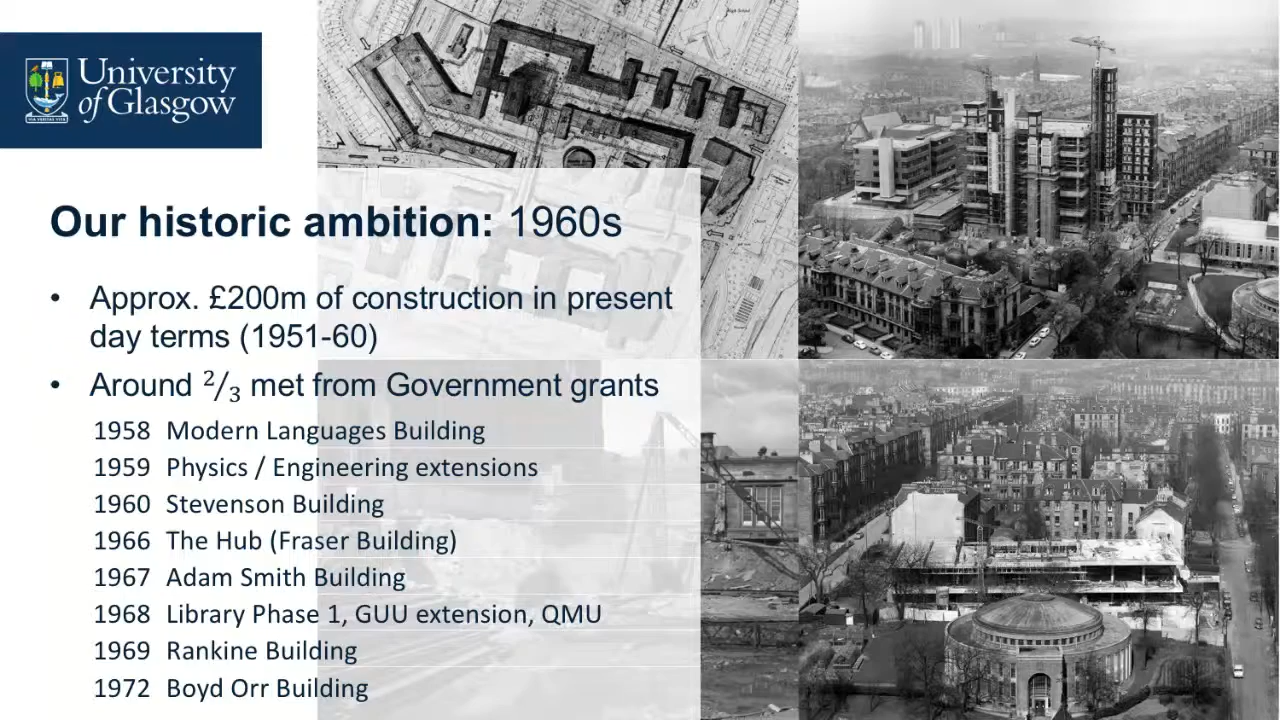 University
of Glasgow
VIA VERITAS VITA
Our historic ambition: 1960s
• Approx. £200m of construction in present
day terms (1951-60)
• Around 2/3 met from Government grants
1958 Modern Languages Building
1959 Physics / Engineering extensions
1960 Stevenson Building
1966 The Hub (Fraser Building)
1967 Adam Smith Building
1968 Library Phase 1, GUU extension, QMU
1969 Rankine Building
1972 Boyd Orr Building